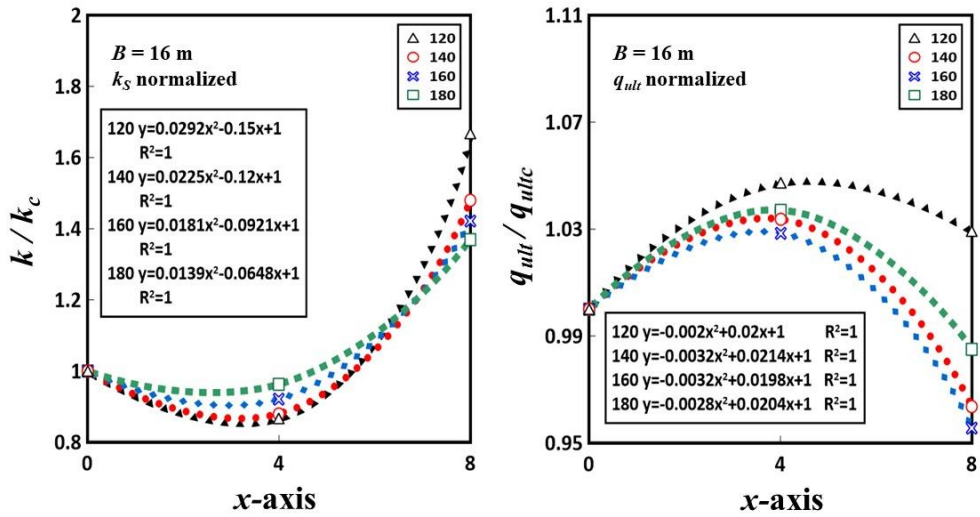 2
1.8
1.6
1.4
1.2
1
0.8
k / k_c
B = 16 m
k_S normalized
120
140
160
180
120 y=0.0292x²-0.15x+1
R²=1
140 y=0.0225x²-0.12x+1
R²=1
160 y=0.0181x²-0.0921x+1
R²=1
180 y=0.0139x²-0.0648x+1
R²=1
0 4 8
x-axis
1.11
1.07
1.03
0.99
0.95
q_ult / q_ultc
B = 16 m
q_ult normalized
120
140
160
180
120 y=-0.002x²+0.02x+1 R²=1
140 y=-0.0032x²+0.0214x+1 R²=1
160 y=-0.0032x²+0.0198x+1 R²=1
180 y=-0.0028x²+0.0204x+1 R²=1
0 4 8
x-axis